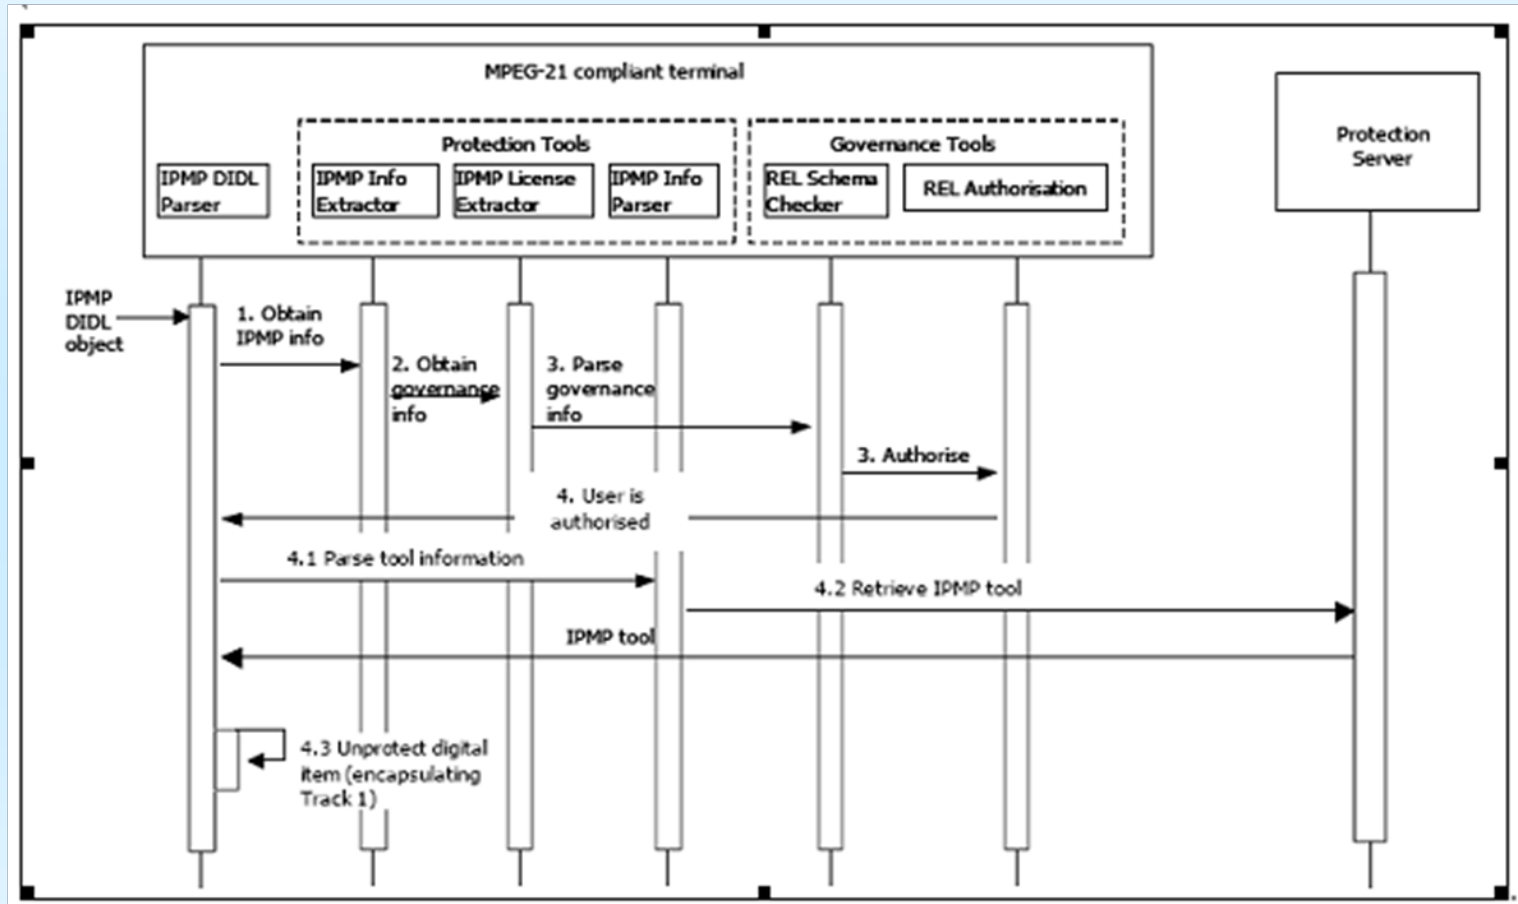 MPEG-21 compliant terminal
Protection Tools
Governance Tools
IPMP DIDL
Parser
IPMP Info
Extractor
IPMP License
Extractor
IPMP Info
Parser
REL Schema
Checker
REL Authorisation
Protection
Server
IPMP
DIDL
object
1. Obtain
IPMP info
2. Obtain
governance
info
3. Parse
governance
info
3. Authorise
4. User is
authorised
4.1 Parse tool information
4.2 Retrieve IPMP tool
IPMP tool
4.3 Unprotect digital
item (encapsulating
Track 1)